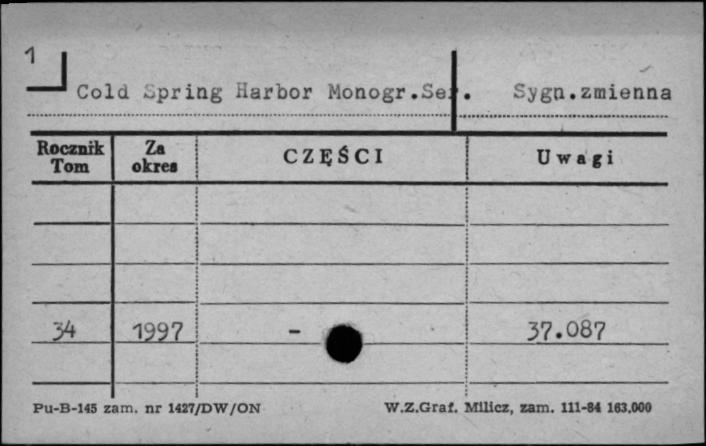 1
Cold Spring Harbor Monogr.Ser. Sygn.zmienna
Rocznik Tom Za okres CZĘŚCI Uwagi
34 1997 - 37.087
Pu-B-145 zam. nr 1427/DW/ON W.Z.Graf. Milicz, zam. 111-84 163.000